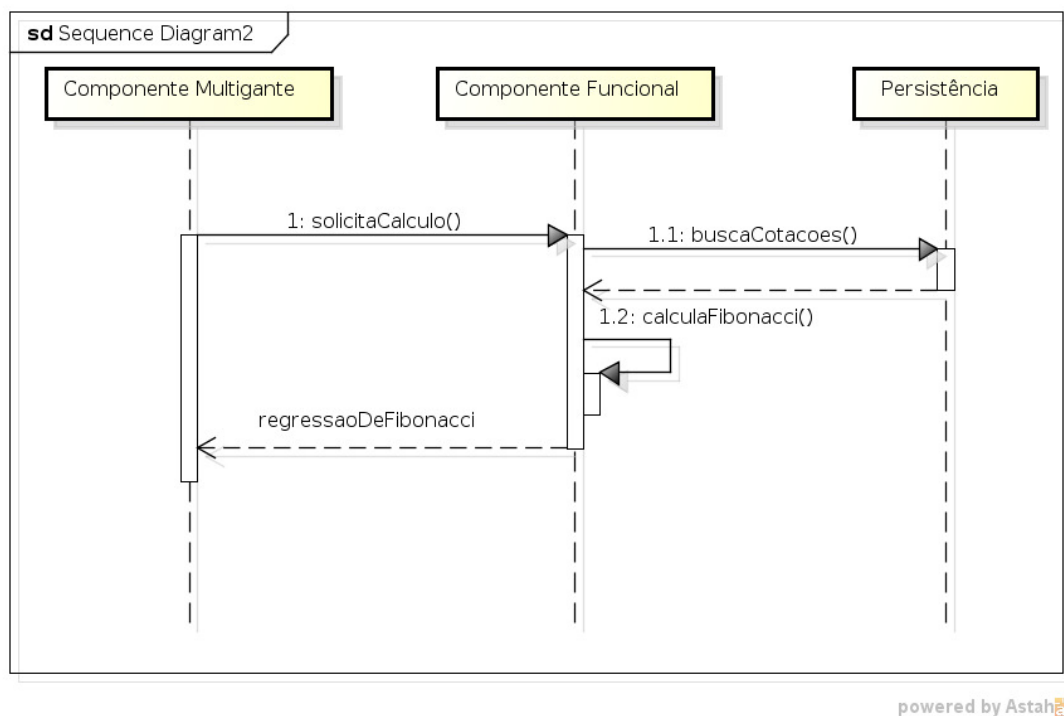 sd Sequence Diagram2
Componente Multigante
Componente Funcional
Persistência
1: solicitaCalculo()
1.1: buscaCotacoes()
1.2: calculaFibonacci()
regressaoDeFibonacci
powered by Astah